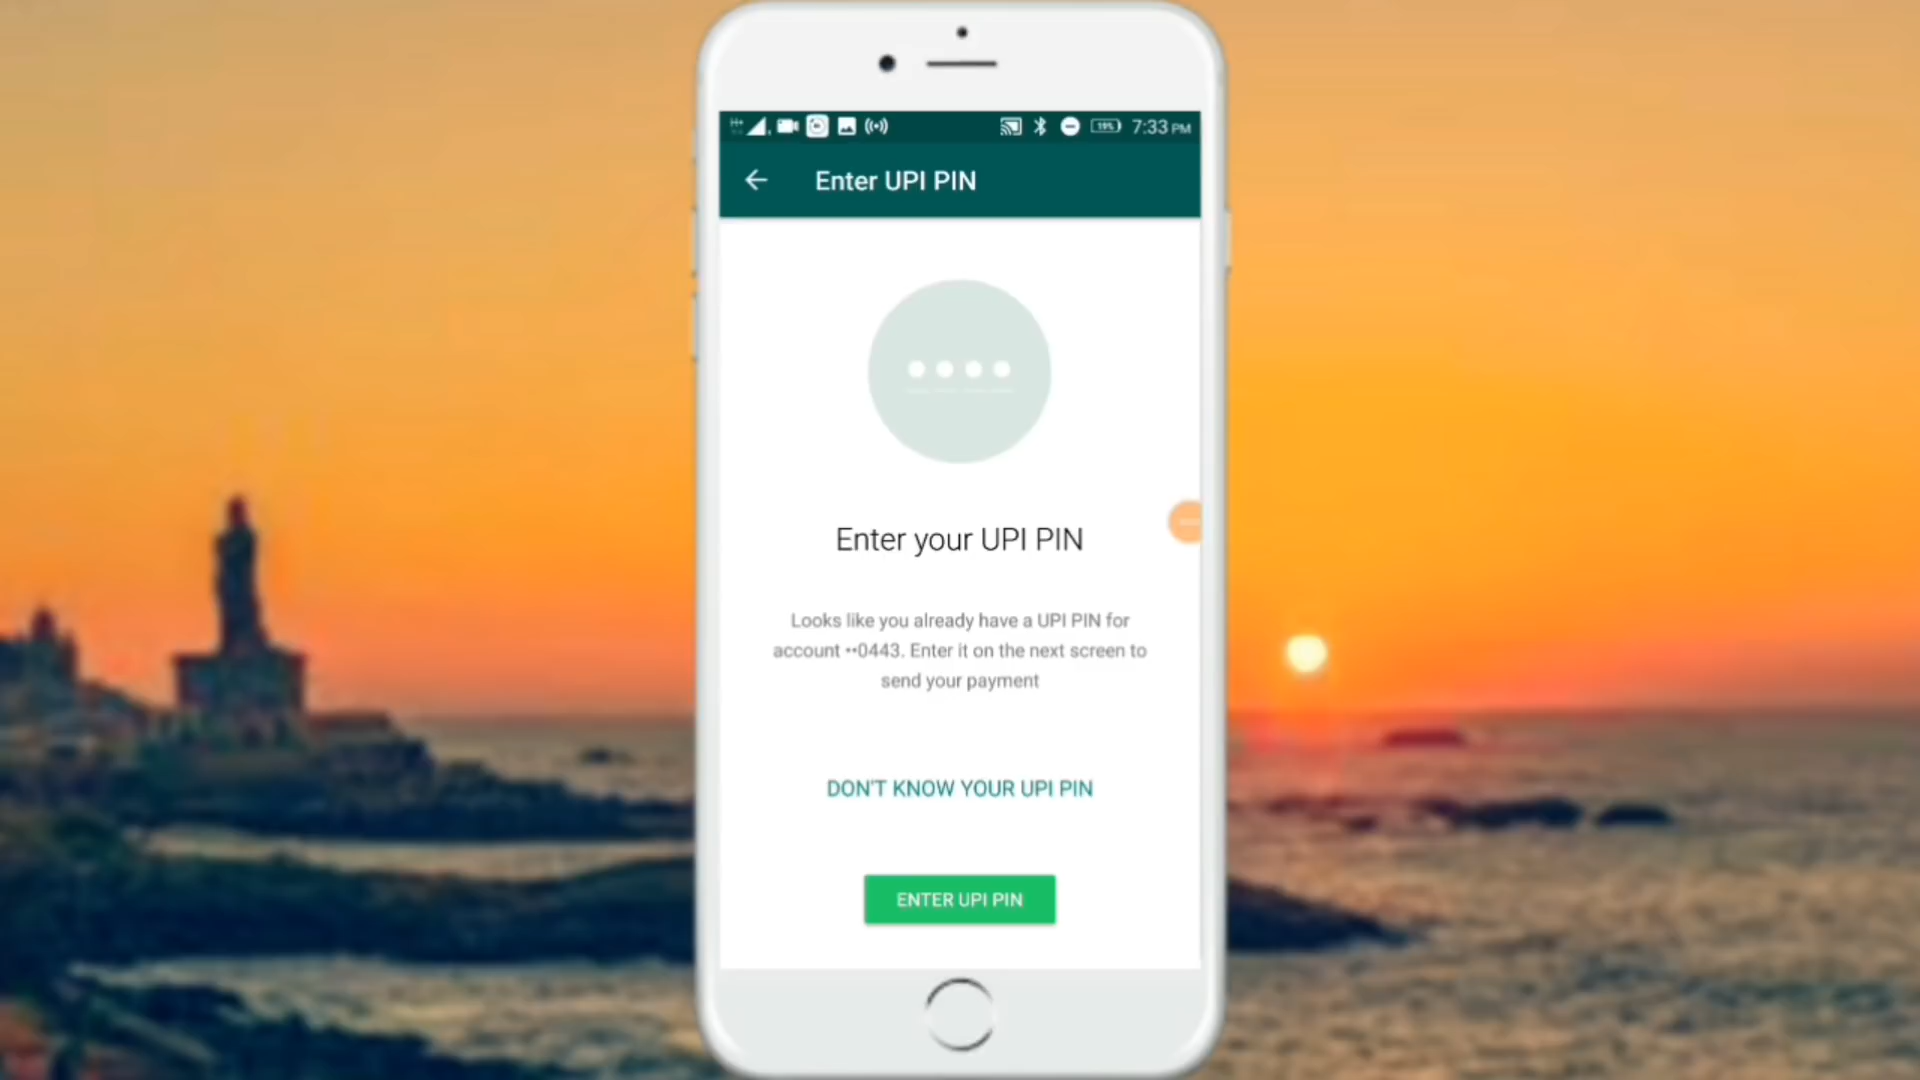 7:33 PM
Enter UPI PIN
Enter your UPI PIN
Looks like you already have a UPI PIN for
account ••0443. Enter it on the next screen to
send your payment
DON'T KNOW YOUR UPI PIN
ENTER UPI PIN